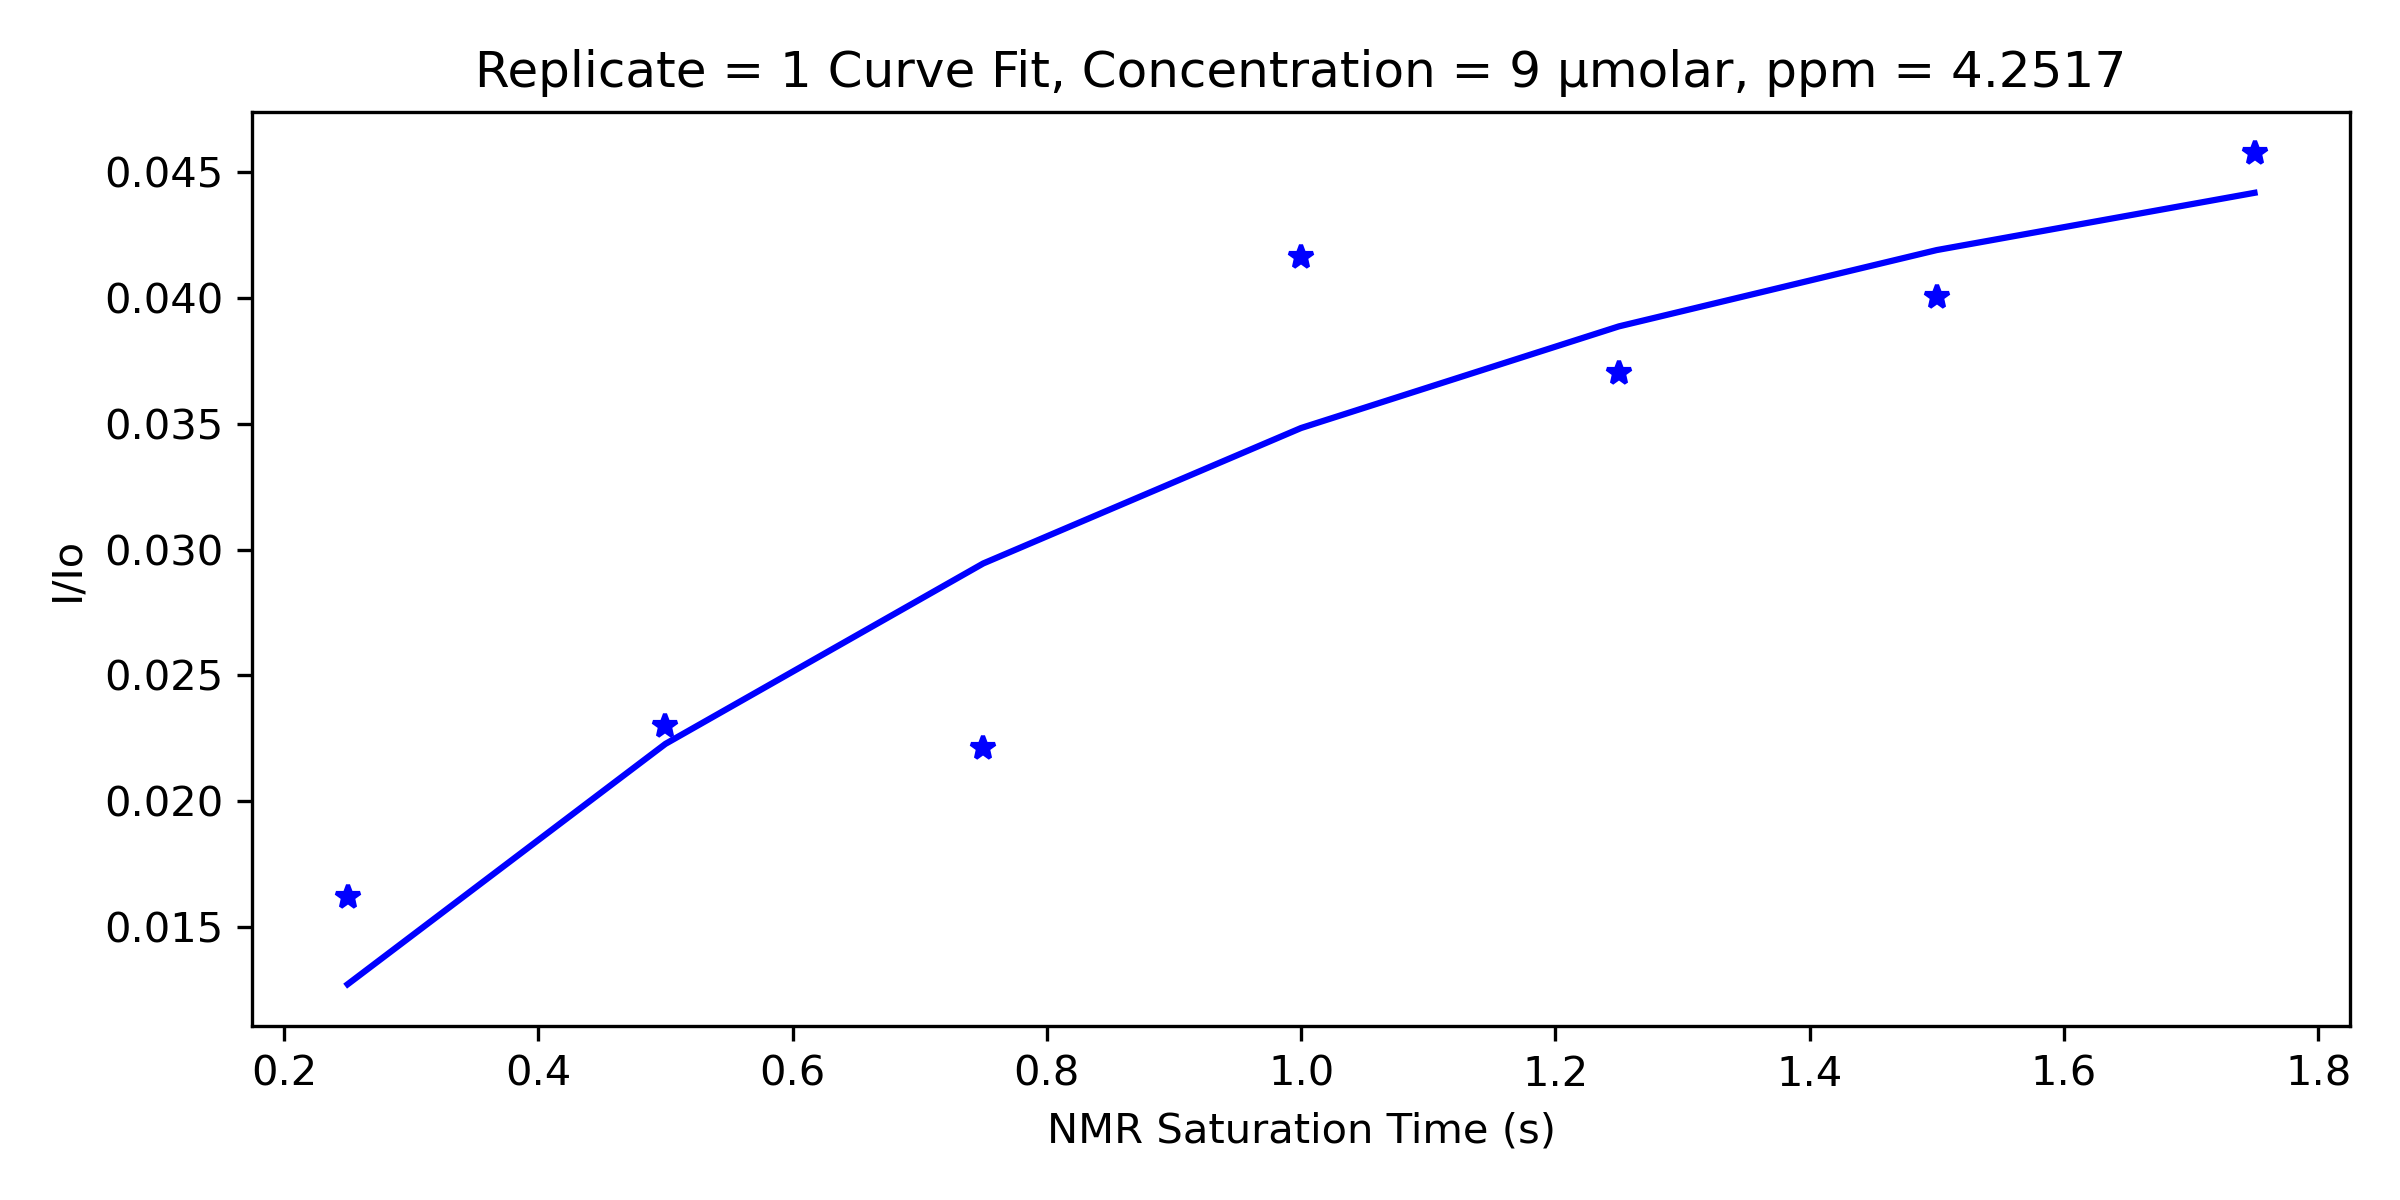 Replicate = 1 Curve Fit, Concentration = 9 µmolar, ppm = 4.2517
0.045
0.040
0.035
0.030
0.025
0.020
0.015
I/Io
0.2 0.4 0.6 0.8 1.0 1.2 1.4 1.6 1.8
NMR Saturation Time (s)